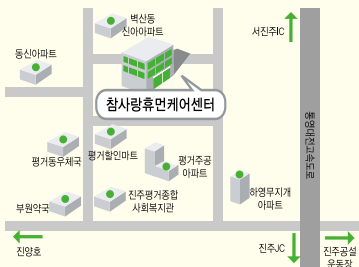 벽산동
신아아파트
서진주IC
동신아파트
참사랑휴먼케어센터
통영대전고속도로
평거동우체국
평거할인마트
평거주공
아파트
부원약국
진주평거종합
사회복지관
하영무지개
아파트
진양호
진주JC
진주공설
운동장